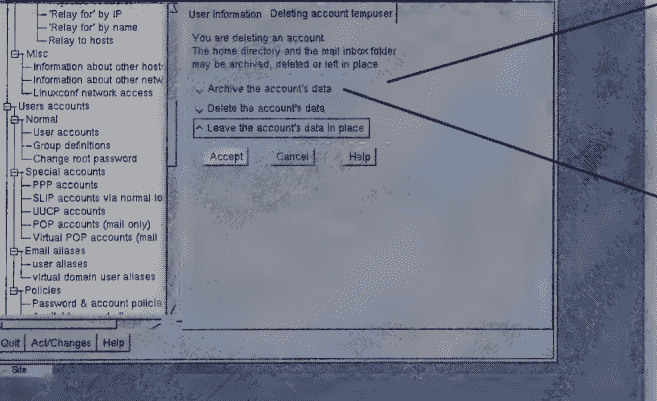 'Relay for' by IP
'Relay for' by name
Relay to hosts
Misc
Information about other
Information about other
Linuxconf network access
Users accounts
Normal
User accounts
Group definitions
Change root password
Special accounts
PPP accounts
SLIP accounts via normal lo
UUCP accounts
POP accounts (mail only)
Virtual POP accounts (mail
Email aliases
user aliases
virtual domain user aliases
Policies
Password & account
Quit Act/Changes Help
Site
User information Deleting account tempuser
You are deleting an account.
The home directory and the mail inbox folder
may be archived, deleted or left in place
Archive the account's data
Delete the account's data
Leave the account's data in place
Accept Cancel Help